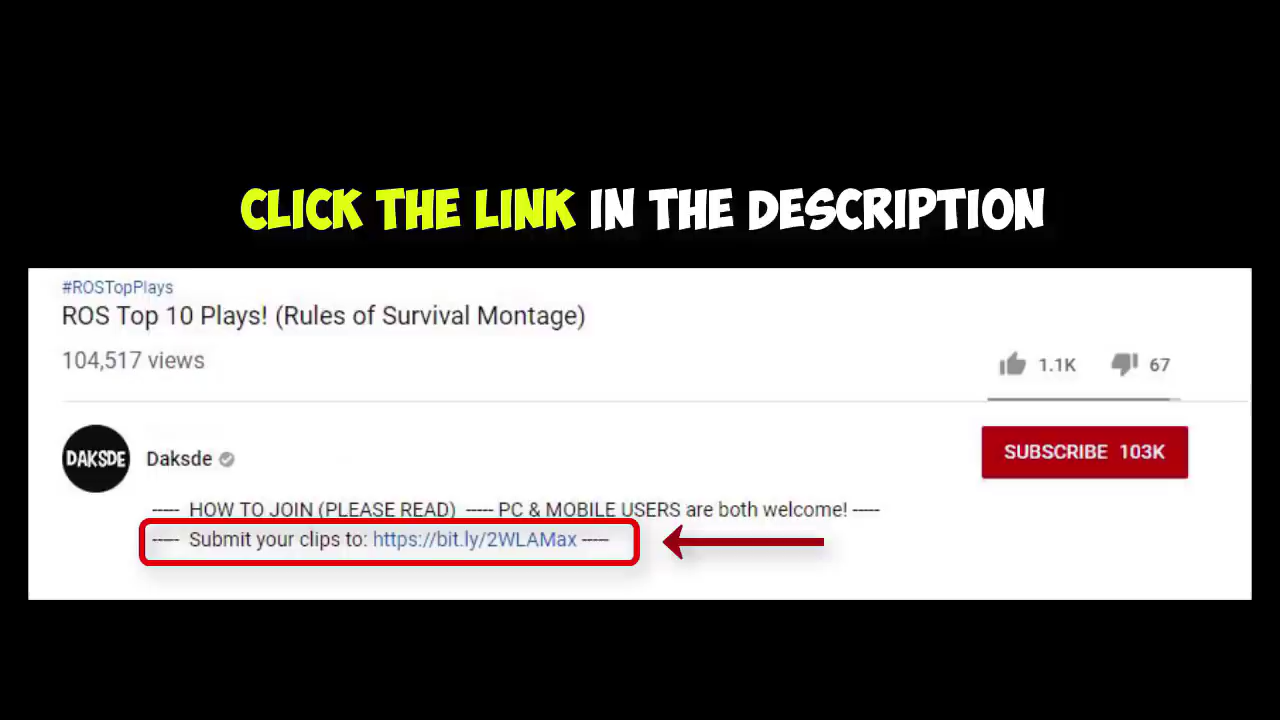 CLICK THE LINK IN THE DESCRIPTION
#ROSTopPlays
ROS Top 10 Plays! (Rules of Survival Montage)
104,517 views
1.1K 67
DAKSDE
Daksde
SUBSCRIBE 103K
----- HOW TO JOIN (PLEASE READ) ----- PC & MOBILE USERS are both welcome! -----
----- Submit your clips to: https://bit.ly/2WLAMax -----